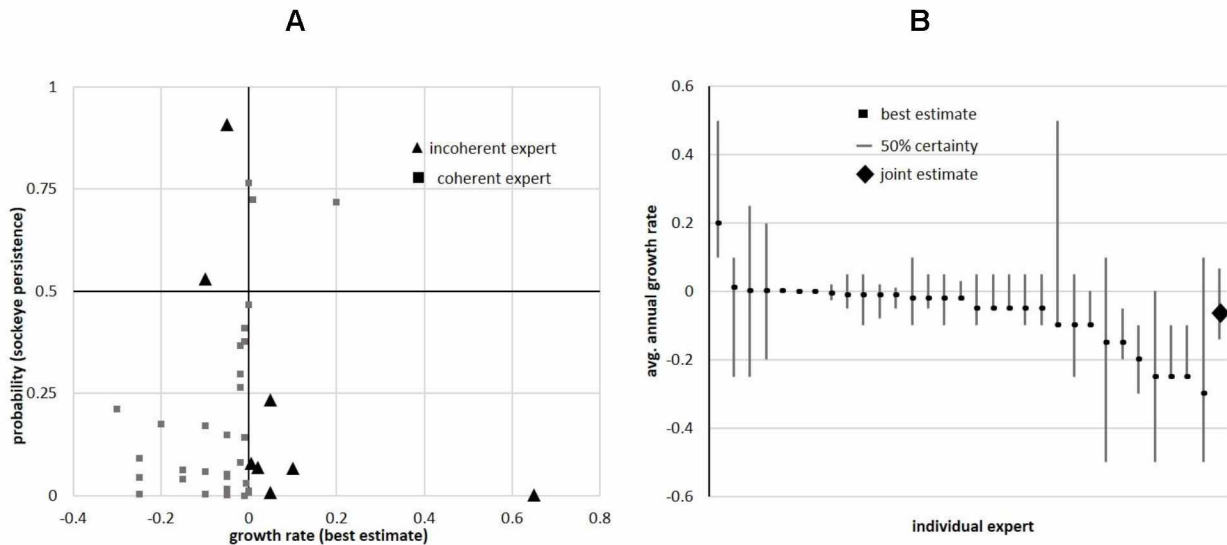 A
1
0.75
0.5
0.25
0
-0.4
-0.2
0
0.2
0.4
0.6
0.8
probability (sockeye persistence)
growth rate (best estimate)
incoherent expert
coherent expert
B
0.6
0.4
0.2
0
-0.2
-0.4
-0.6
avg. annual growth rate
individual expert
best estimate
50% certainty
joint estimate